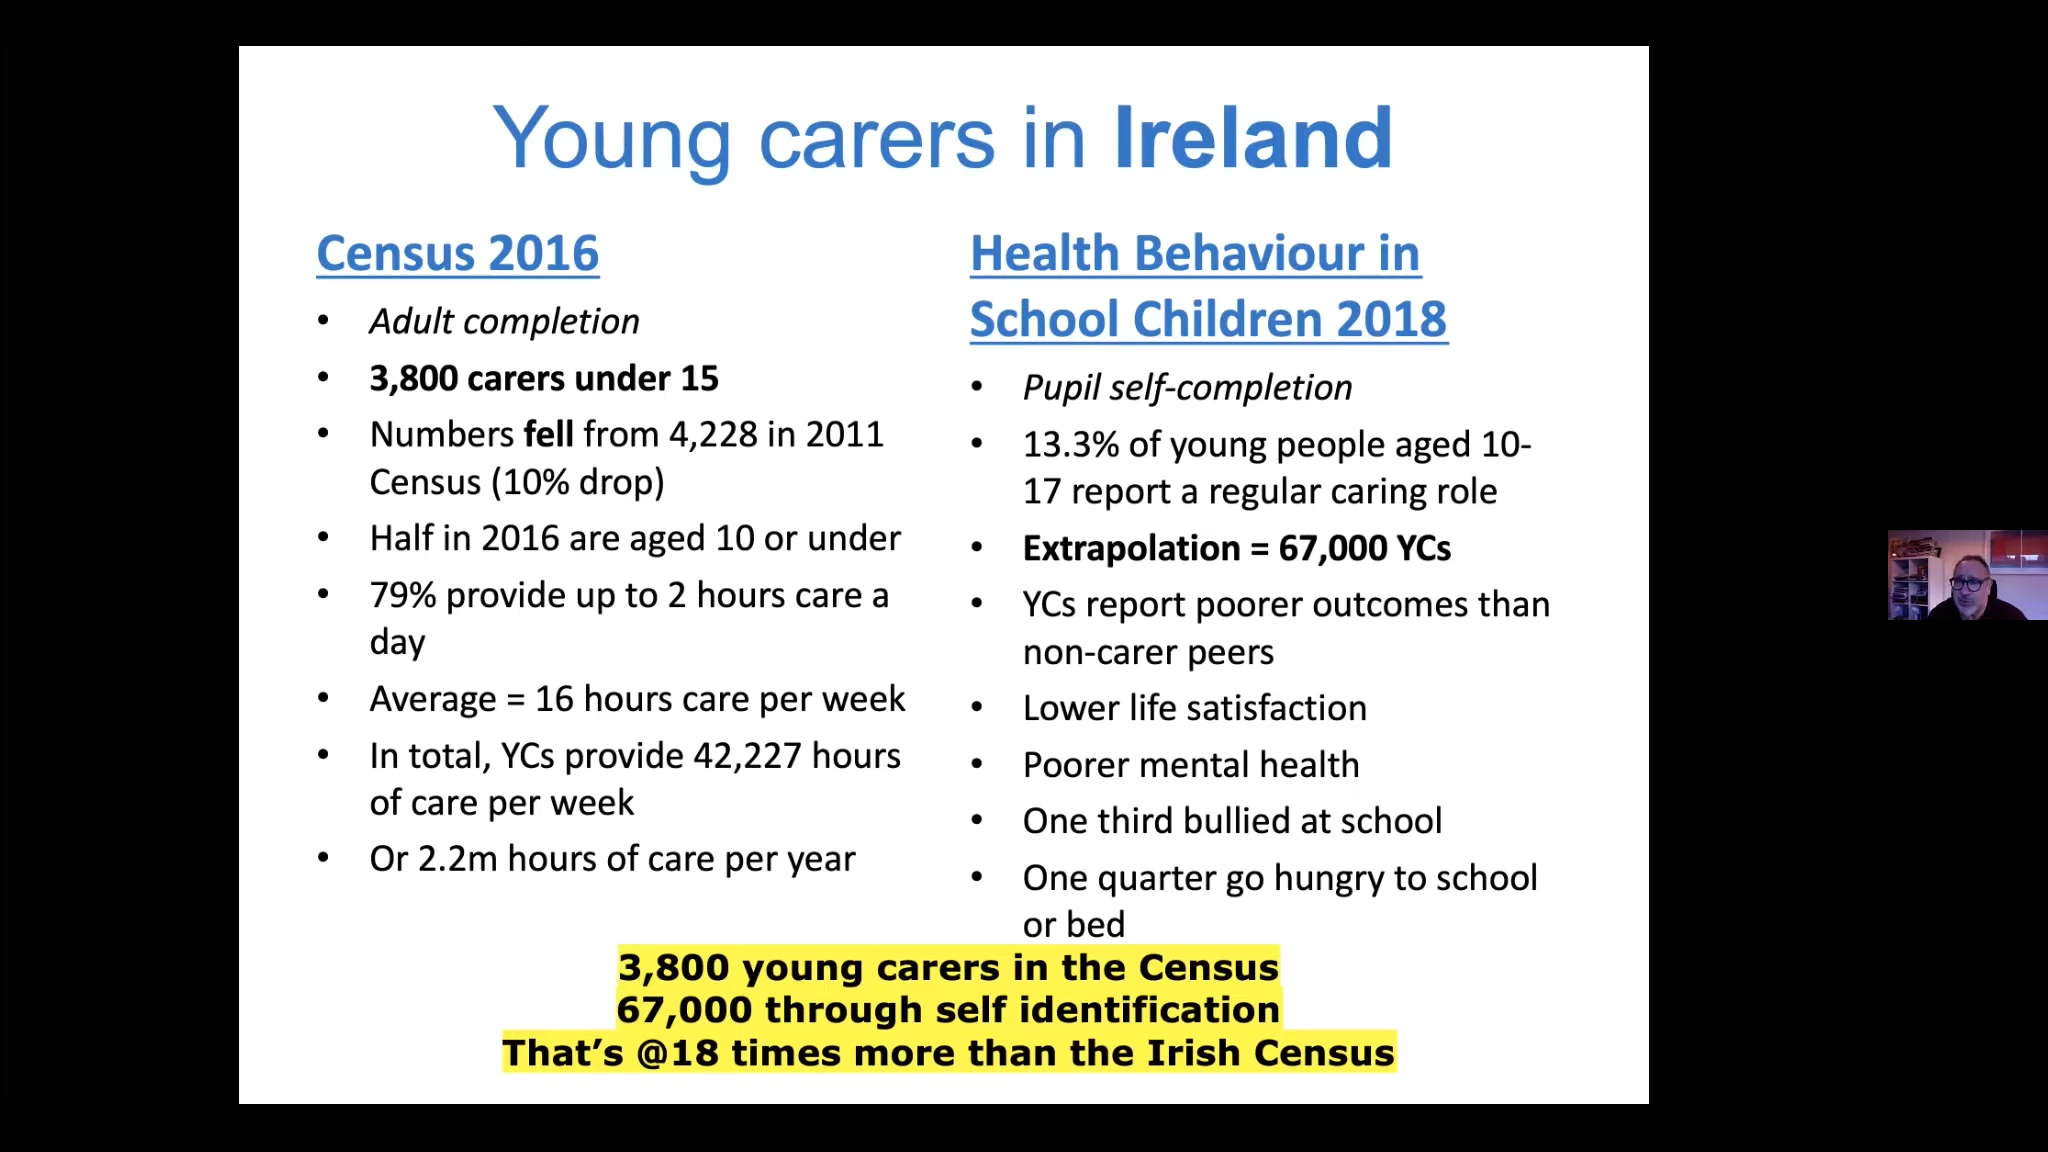 Young carers in Ireland
Census 2016
• Adult completion
• 3,800 carers under 15
• Numbers fell from 4,228 in 2011
Census (10% drop)
• Half in 2016 are aged 10 or under
• 79% provide up to 2 hours care a
day
• Average = 16 hours care per week
• In total, YCs provide 42,227 hours
of care per week
• Or 2.2m hours of care per year
Health Behaviour in
School Children 2018
• Pupil self-completion
• 13.3% of young people aged 10-
17 report a regular caring role
• Extrapolation = 67,000 YCs
• YCs report poorer outcomes than
non-carer peers
• Lower life satisfaction
• Poorer mental health
• One third bullied at school
• One quarter go hungry to school
or bed
3,800 young carers in the Census
67,000 through self identification
That’s @18 times more than the Irish Census